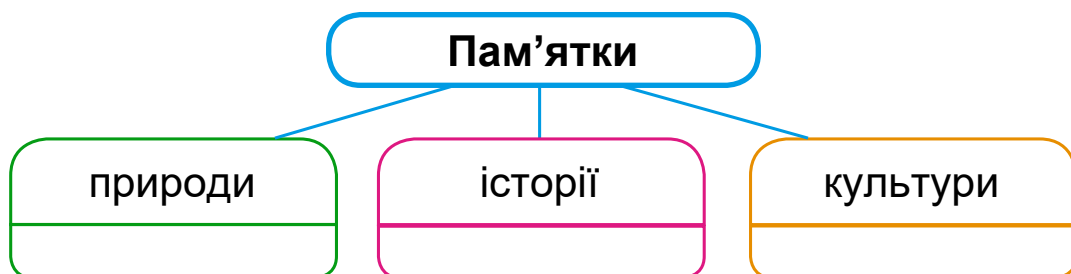 Пам’ятки
природи
історії
культури